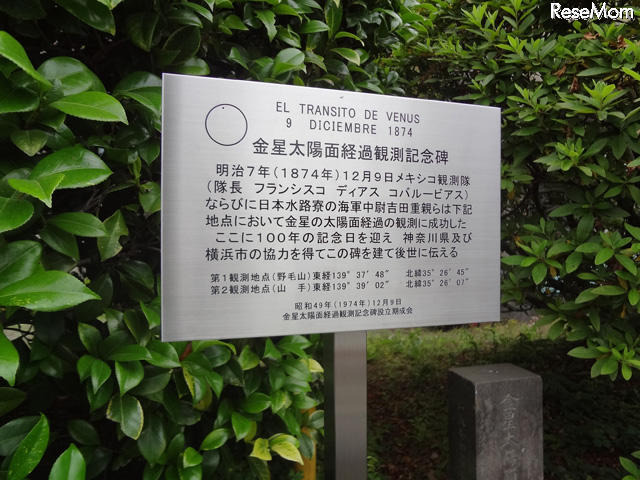 ReseMom
EL TRANSITO DE VENUS
9 DICIEMBRE 1874
金星太陽面経過観測記念碑
明治7年(1874年)12月9日メキシコ観測隊
(隊長 フランシスコ ディアス コバルービアス)
ならびに日本水路寮の海軍中尉吉田重親らは下記
地点において金星の太陽面経過の観測に成功した
ここに100年の記念日を迎え 神奈川県及び
横浜市の協力を得てこの碑を建て後世に伝える
第1観測地点(野毛山)東経139°37'48" 北緯35°26'45"
第2観測地点(山 手)東経139°39'02" 北緯35°26'07"
昭和49年(1974年)12月9日
金星太陽面経過観測記念碑設立期成会
金星太陽